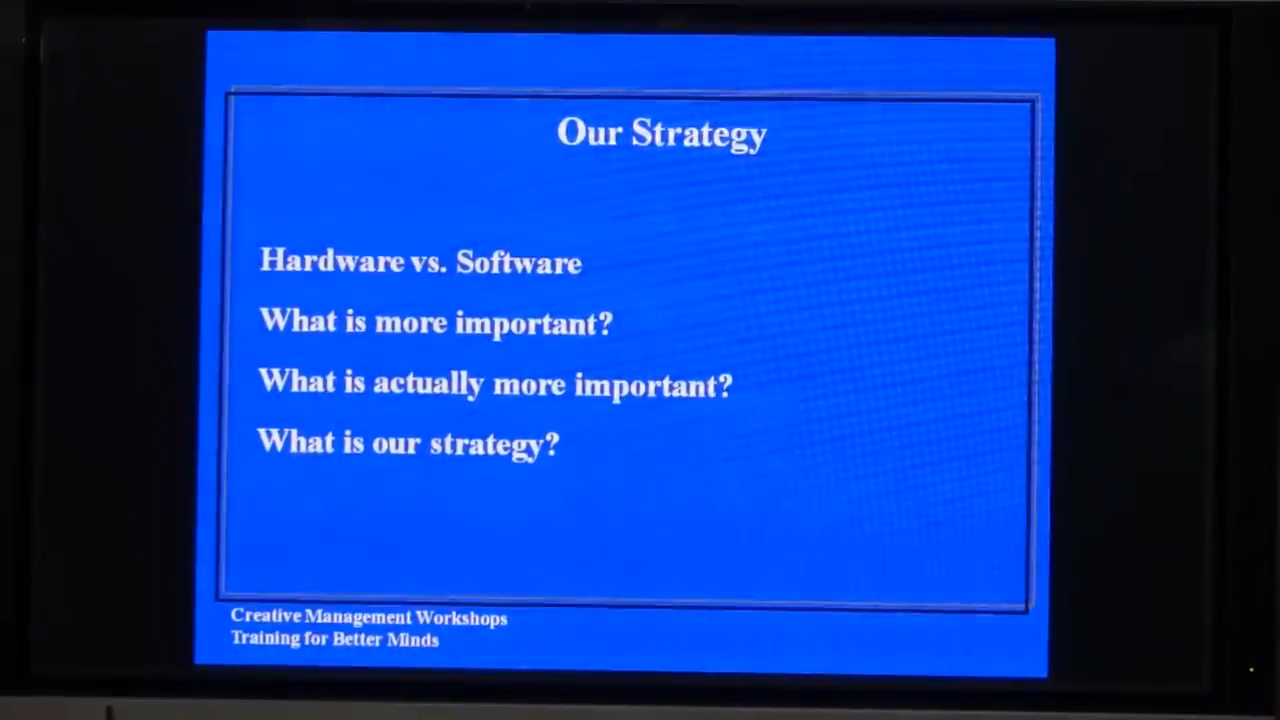 Our Strategy
Hardware vs. Software
What is more important?
What is actually more important?
What is our strategy?
Creative Management Workshops
Training for Better Minds